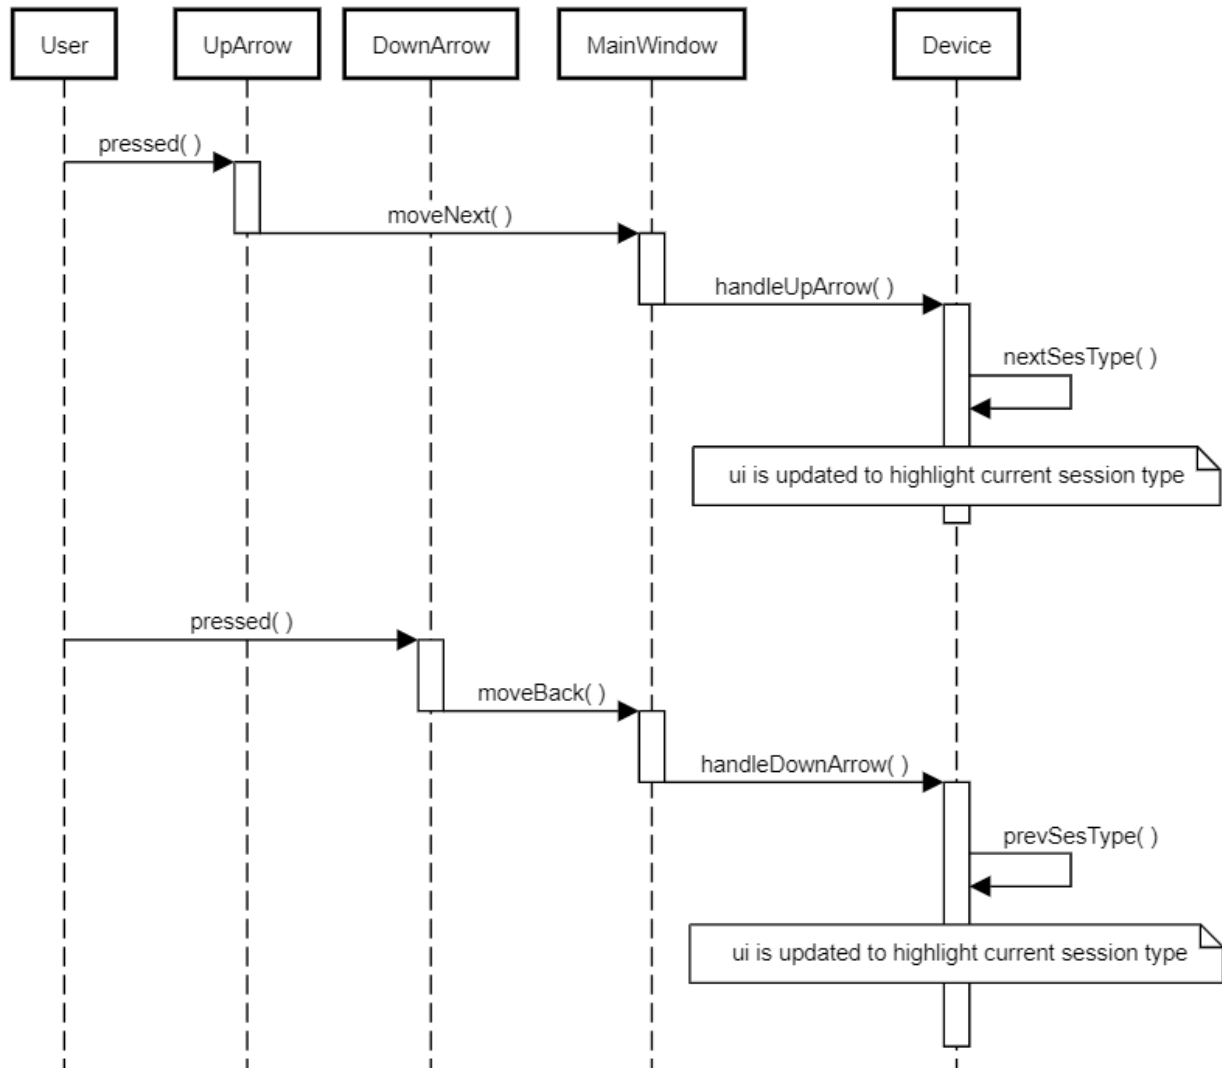 User
UpArrow
DownArrow
MainWindow
Device
pressed( )
moveNext( )
handleUpArrow( )
nextSesType( )
ui is updated to highlight current session type
pressed( )
moveBack( )
handleDownArrow( )
prevSesType( )
ui is updated to highlight current session type